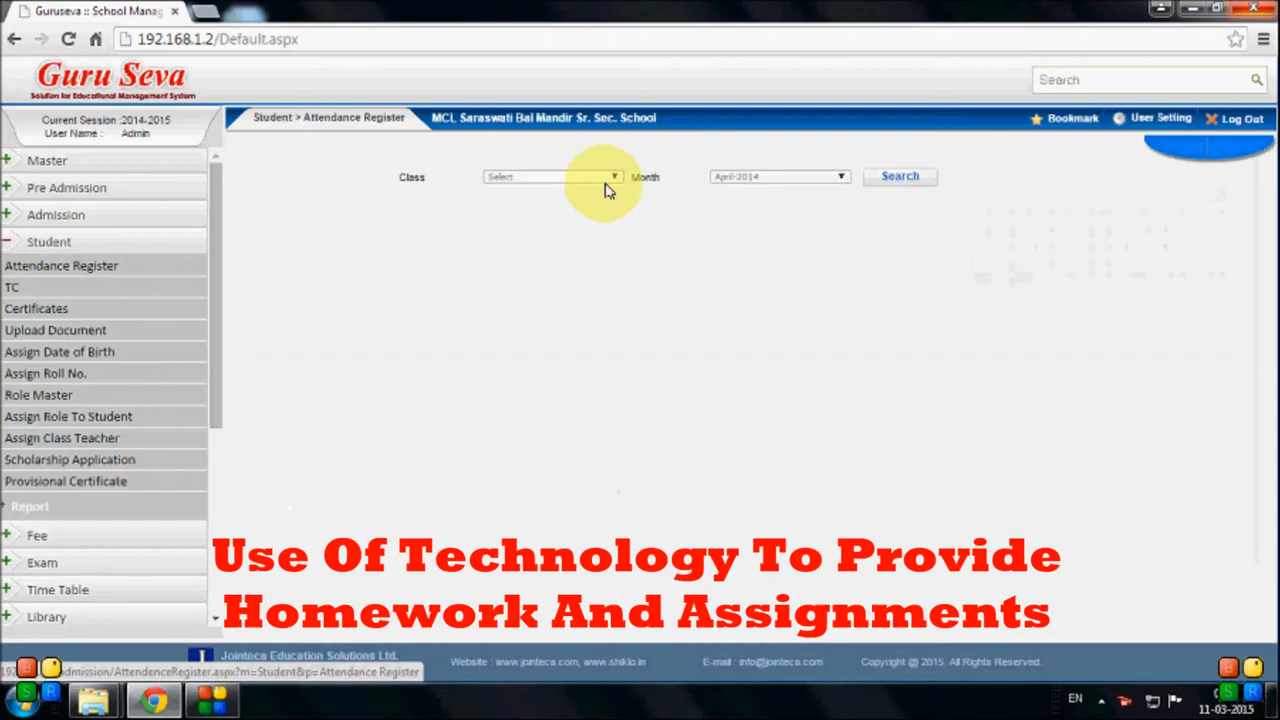 Guruseva :: School Manag
192.168.1.2/Default.aspx
Guru Seva
Solution for Educational Management System
Search
Current Session :2014-2015
User Name : Admin
Student > Attendance Register
MCL Saraswati Bal Mandir Sr. Sec. School
Bookmark
User Setting
Log Out
Class
Select
Month
April-2014
Search
Master
Pre Admission
Admission
Student
Attendance Register
TC
Certificates
Upload Document
Assign Date of Birth
Assign Roll No.
Role Master
Assign Role To Student
Assign Class Teacher
Scholarship Application
Provisional Certificate
Report
Fee
Exam
Time Table
Library
Use Of Technology To Provide
Homework And Assignments
Jointeca Education Solutions Ltd.
Website : www.jointeca.com, www.shiklo.in
E-mail : info@jointeca.com
Copyright @ 2015. All Rights Reserved.
admission/AttendenceRegister.aspx?m=Student&p= Attendance Register
EN
11-03-2015